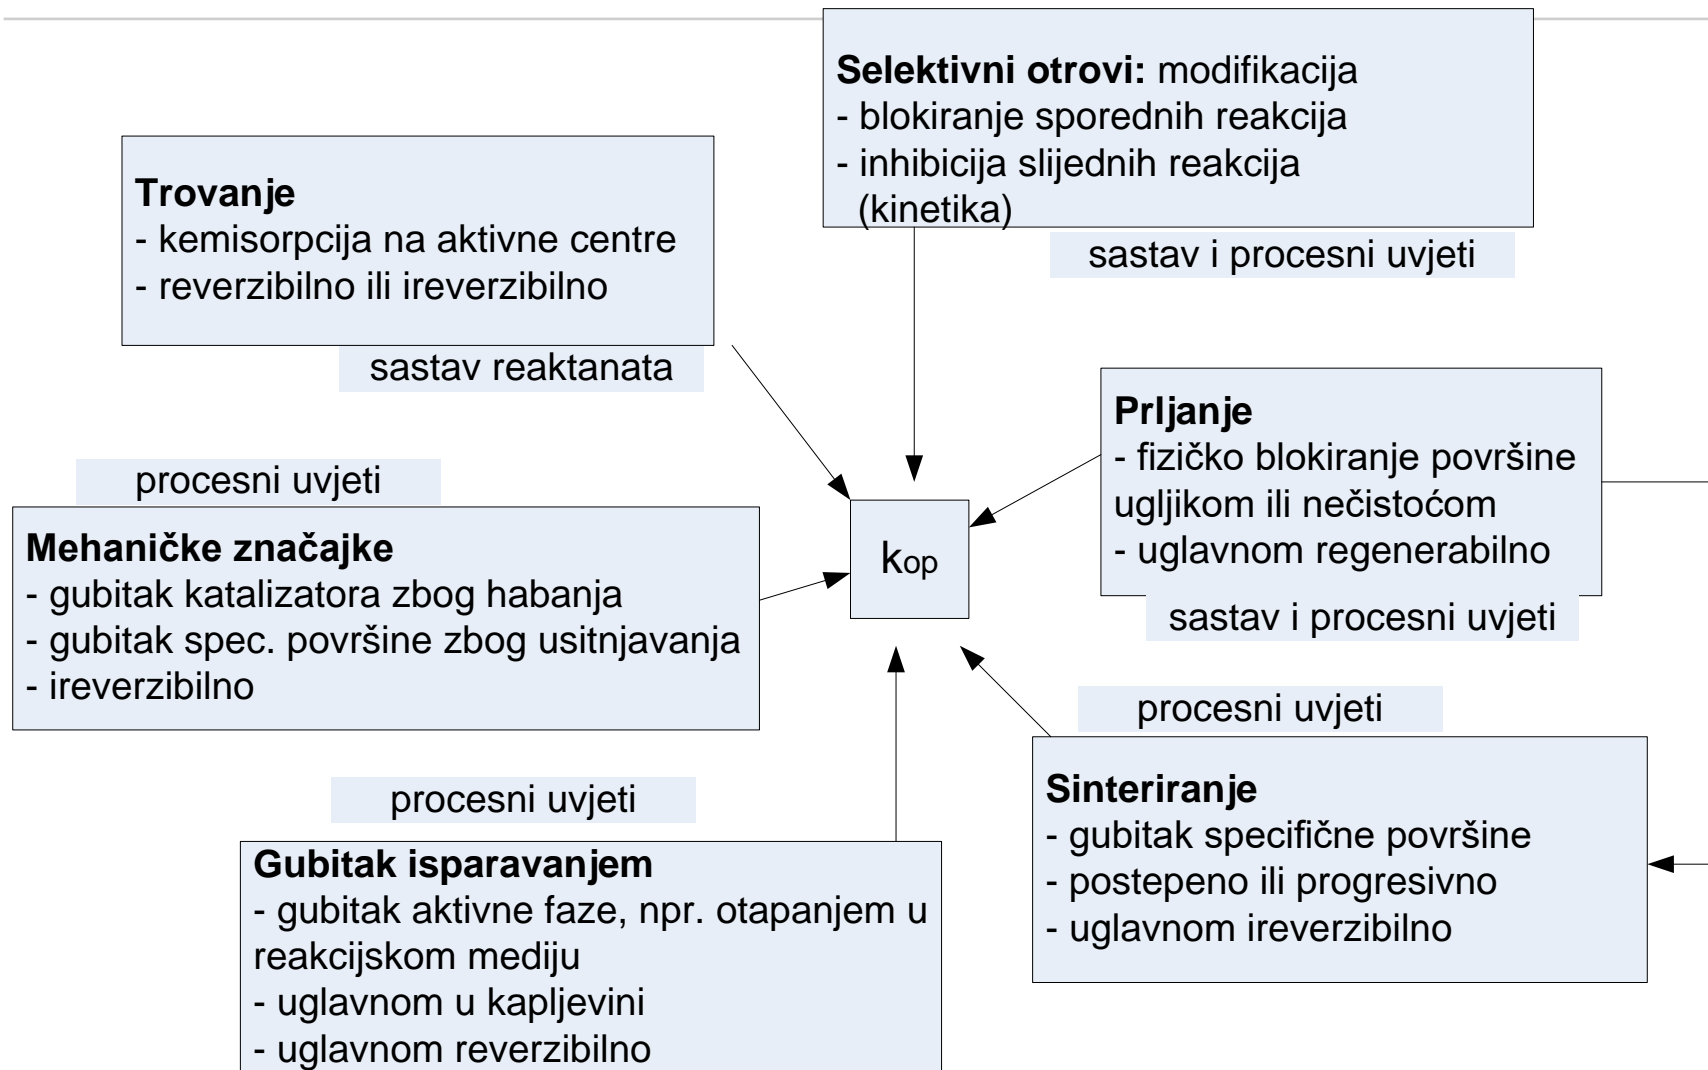 Selektivni otrovi: modifikacija
- blokiranje sporednih reakcija
- inhibicija slijednih reakcija
(kinetika)
sastav i procesni uvjeti
Trovanje
- kemisorpcija na aktivne centre
- reverzibilno ili ireverzibilno
sastav reaktanata
Prljanje
- fizičko blokiranje površine
ugljikom ili nečistoćom
- uglavnom regenerabilno
sastav i procesni uvjeti
procesni uvjeti
Mehaničke značajke
- gubitak katalizatora zbog habanja
- gubitak spec. površine zbog usitnjavanja
- ireverzibilno
kop
procesni uvjeti
Sinteriranje
- gubitak specifične površine
- postepeno ili progresivno
- uglavnom ireverzibilno
procesni uvjeti
Gubitak isparavanjem
- gubitak aktivne faze, npr. otapanjem u
reakcijskom mediju
- uglavnom u kapljevini
- uglavnom reverzibilno